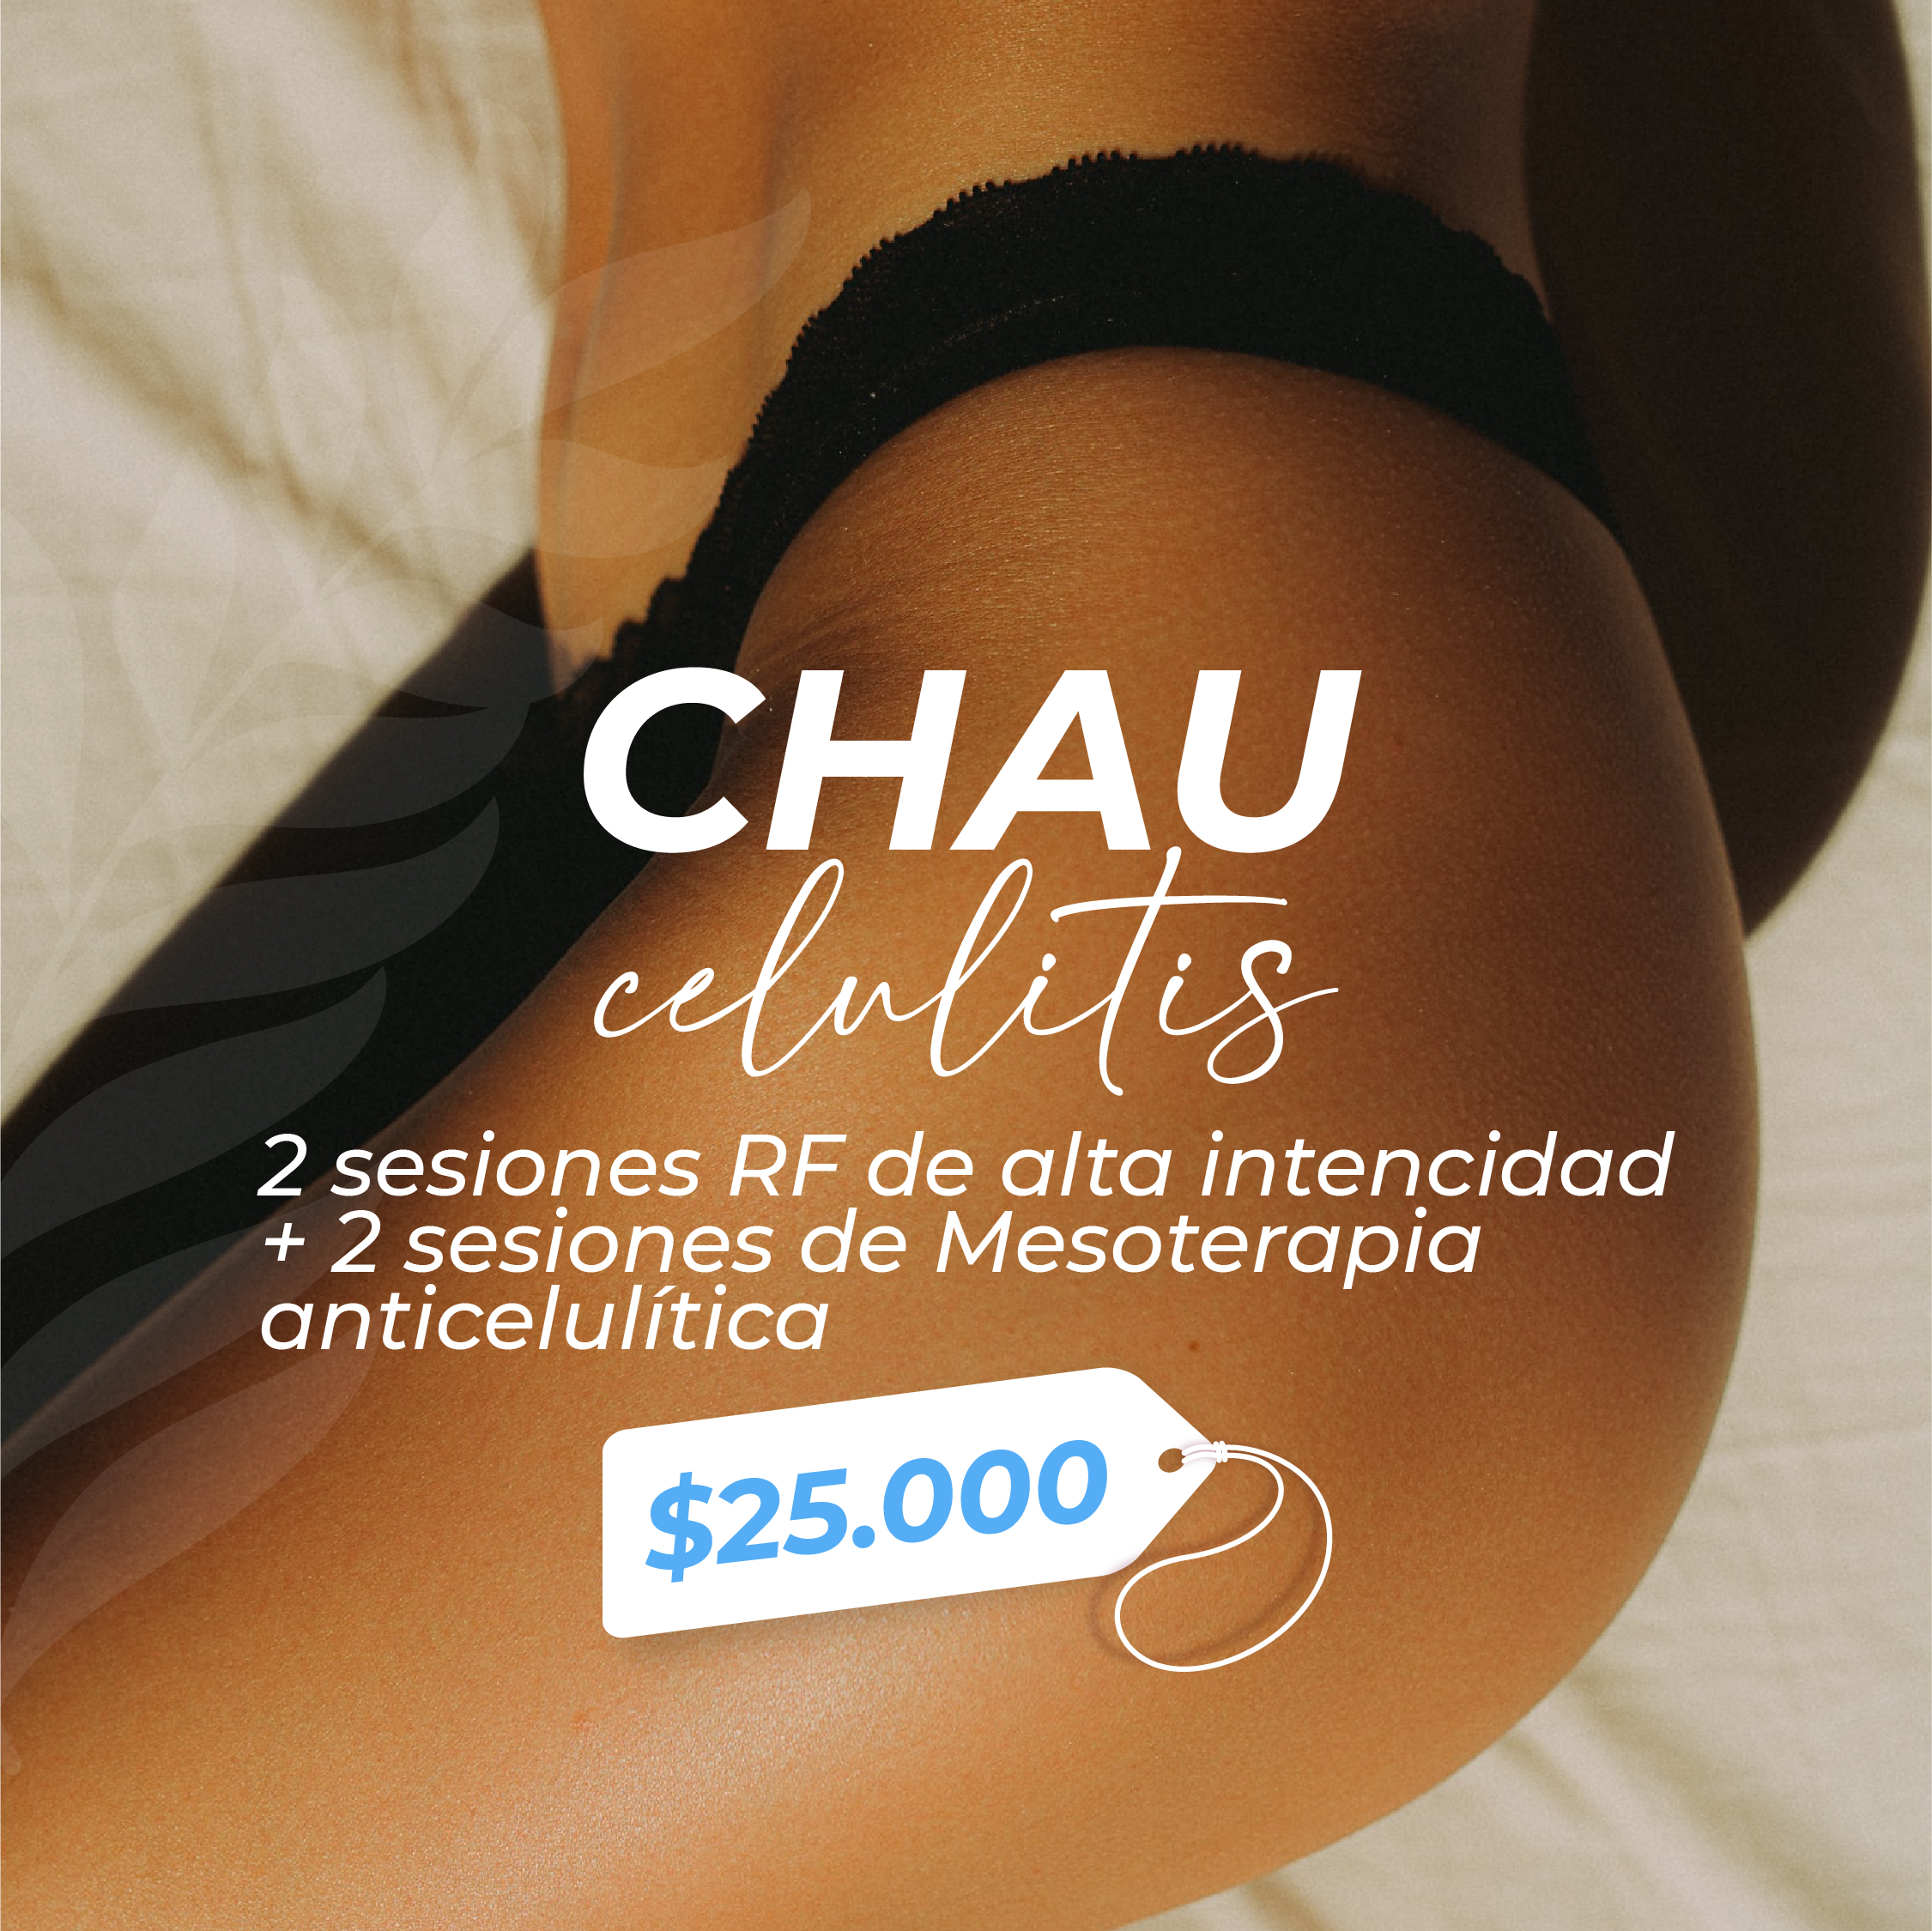 CHAU
celulitis
2 sesiones RF de alta intencidad
+ 2 sesiones de Mesoterapia
anticelulítica
$25.000